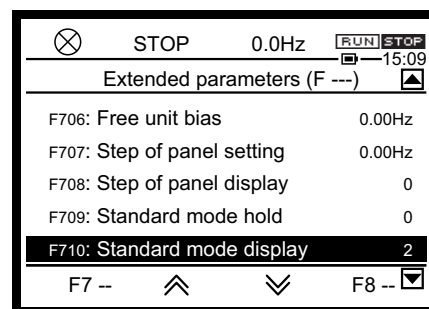 STOP 0.0Hz RUN STOP
15:09
Extended parameters (F ---)
F706: Free unit bias 0.00Hz
F707: Step of panel setting 0.00Hz
F708: Step of panel display 0
F709: Standard mode hold 0
F710: Standard mode display 2
F7 -- F8 --